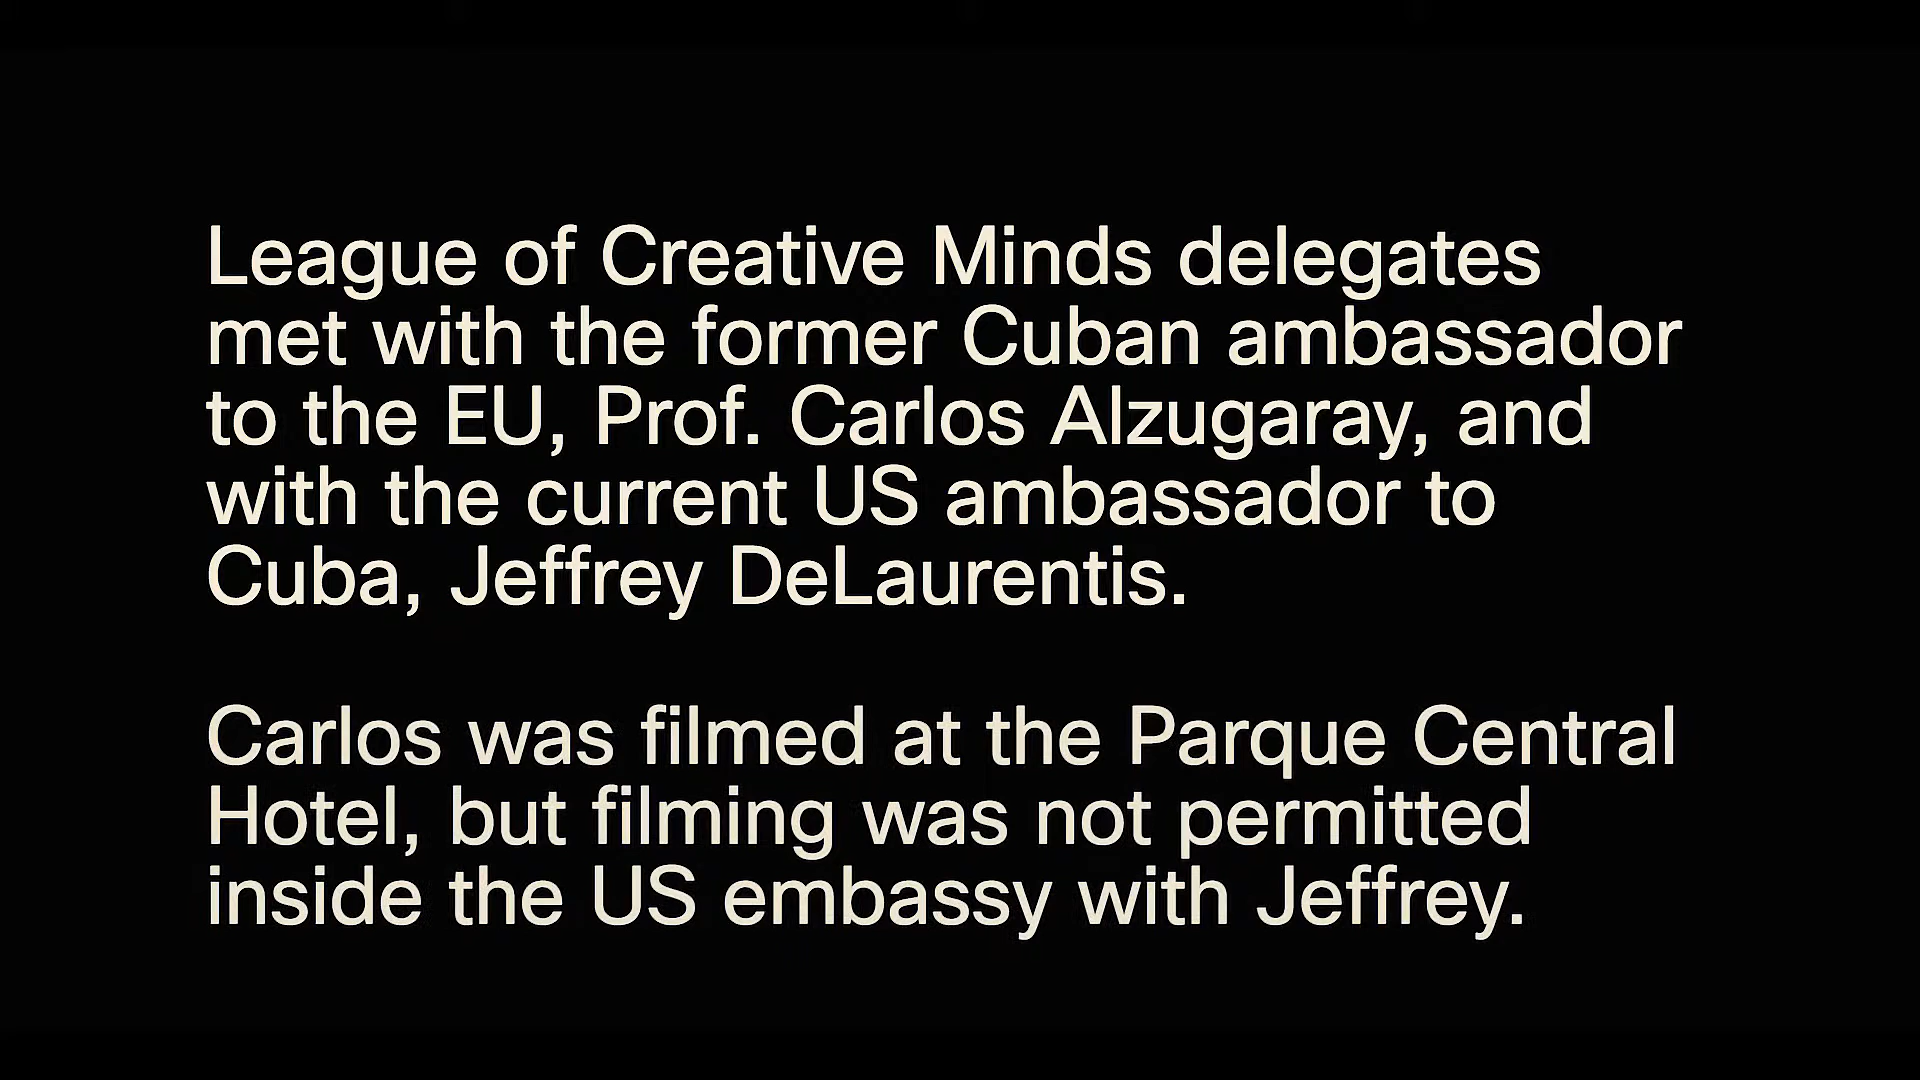 League of Creative Minds delegates
met with the former Cuban ambassador
to the EU, Prof. Carlos Alzugaray, and
with the current US ambassador to
Cuba, Jeffrey DeLaurentis.
Carlos was filmed at the Parque Central
Hotel, but filming was not permitted
inside the US embassy with Jeffrey.